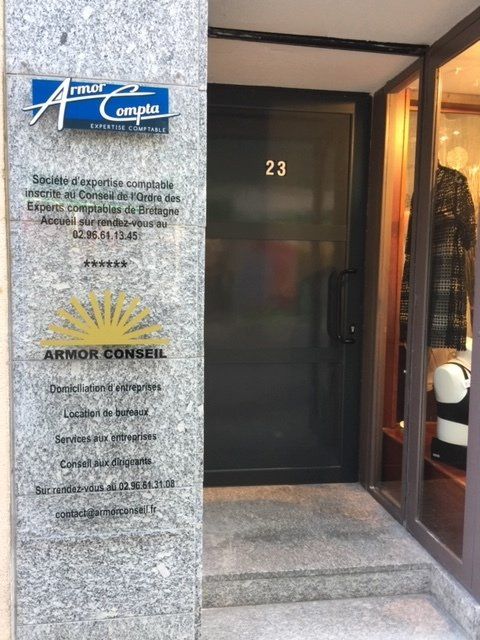 Armor
Compta
EXPERTISE COMPTABLE
Société d'expertise comptable
inscrite au Conseil de l'Ordre des
Experts comptables de Bretagne
Accueil sur rendez-vous au
02.96.61.13.45
******
ARMOR CONSEIL
Domiciliation d'entreprises
Location de bureaux
Services aux entreprises
Conseil aux dirigeants
Sur rendez-vous au 02.96.61.31.08
contact@armorconseil.fr
23